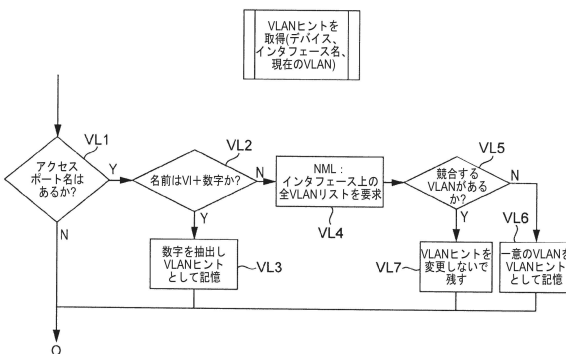 VLANヒントを
取得(デバイス、
インタフェース名、
現在のVLAN)
VL1
アクセス
ポート名は
あるか?
Y
N
VL2
名前はVI+数字か?
N
Y
NML:
インタフェース上の
全VLANリストを要求
VL4
VL5
競合する
VLANがある
か?
N
Y
数字を抽出し
VLANヒント
として記憶
VL3
VL7
VLANヒントを
変更しないで
残す
VL6
一意のVLANを
VLANヒント
として記憶
O